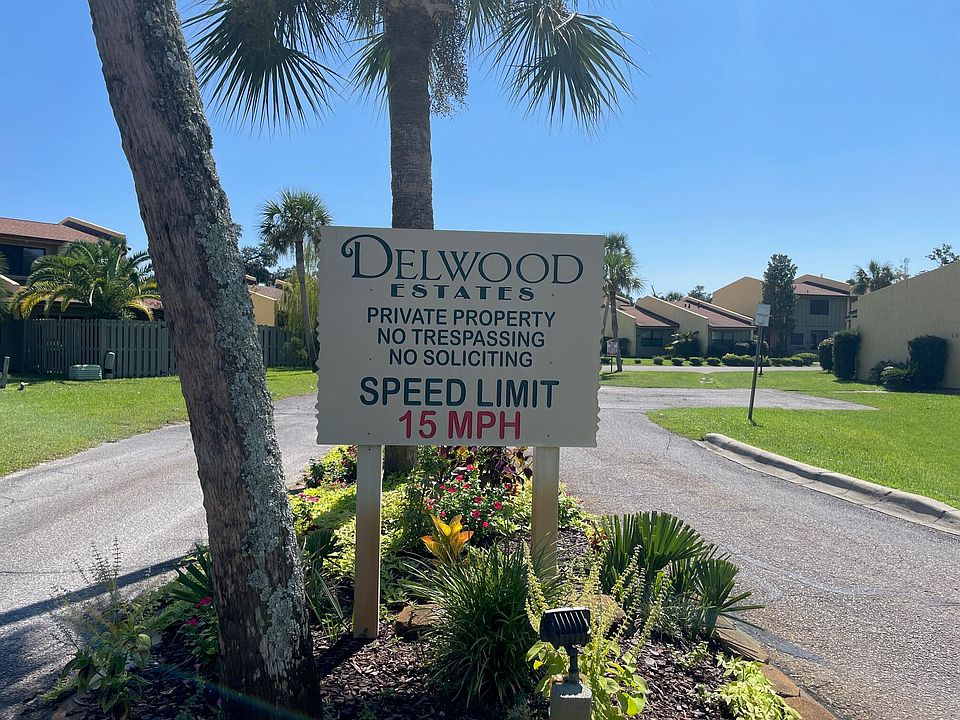 DELWOOD
ESTATES
PRIVATE PROPERTY
NO TRESPASSING
NO SOLICITING
SPEED LIMIT
15 MPH